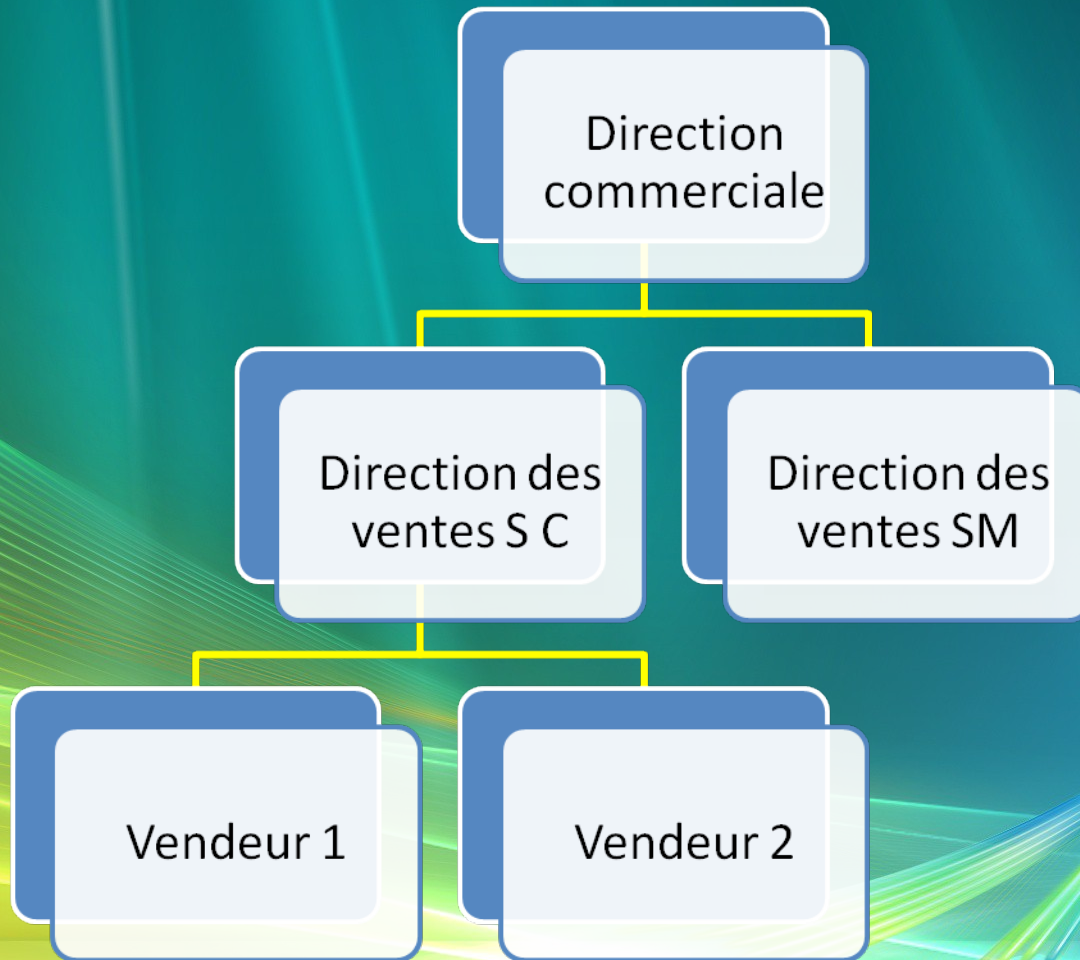 Direction
commerciale
Direction des
ventes S C
Direction des
ventes SM
Vendeur 1
Vendeur 2